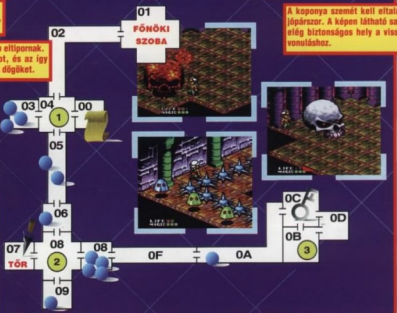 eltipornak.
ot, és az így
dögöket.
A koponya szemét kell eltalá
jópárszor. A képen látható sa
elég biztonságos hely a vissz
vonuláshoz.
01
FŐNÖKI
SZOBA
02
03
04
00
1
05
06
07
TŐR
08
2
08
09
0F
0A
0B
0C
0D
3